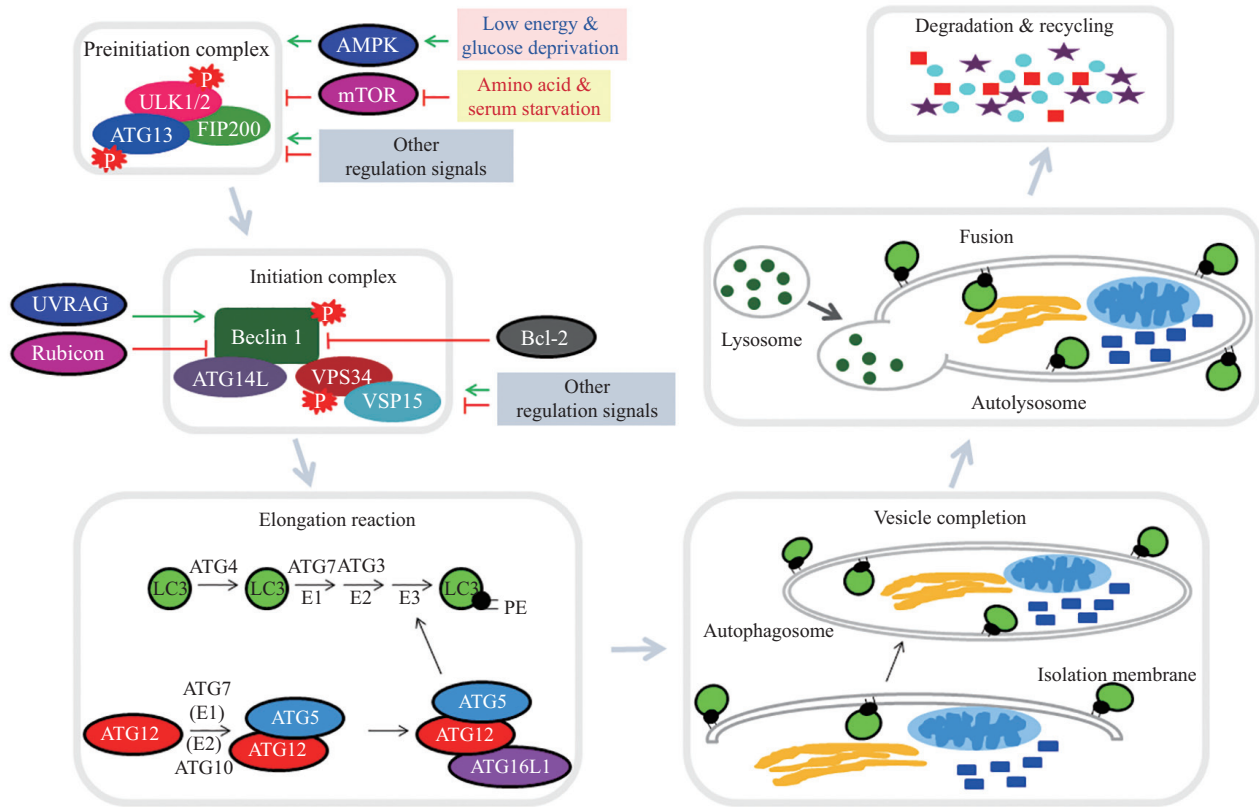 Preinitiation complex
P
ULK1/2
ATG13
FIP200
P
AMPK
Low energy &
glucose deprivation
mTOR
Amino acid &
serum starvation
Other
regulation signals
Initiation complex
UVRAG
Rubicon
P
Beclin 1
Bcl-2
ATG14L
VPS34
P
VSP15
Other
regulation signals
Elongation reaction
LC3
ATG4
LC3
ATG7
E1
ATG3
E2
E3
LC3
PE
ATG12
ATG7
(E1)
(E2)
ATG10
ATG5
ATG12
ATG5
ATG12
ATG16L1
Vesicle completion
Autophagosome
Isolation membrane
Fusion
Lysosome
Autolysosome
Degradation & recycling